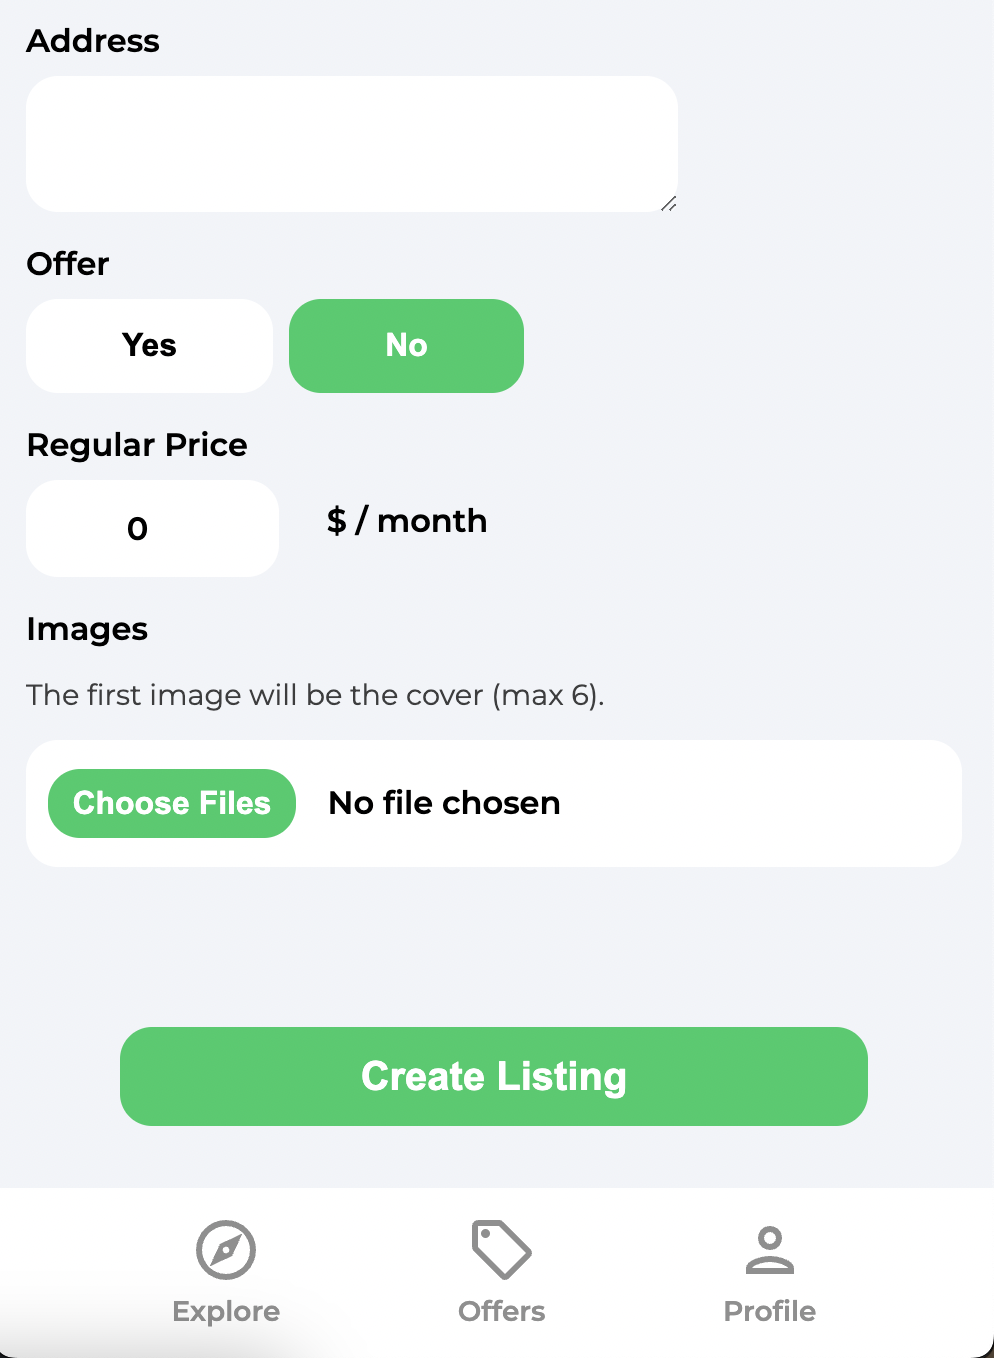 Address
Offer
Yes No
Regular Price
0 $ / month
Images
The first image will be the cover (max 6).
Choose Files No file chosen
Create Listing
Explore Offers Profile